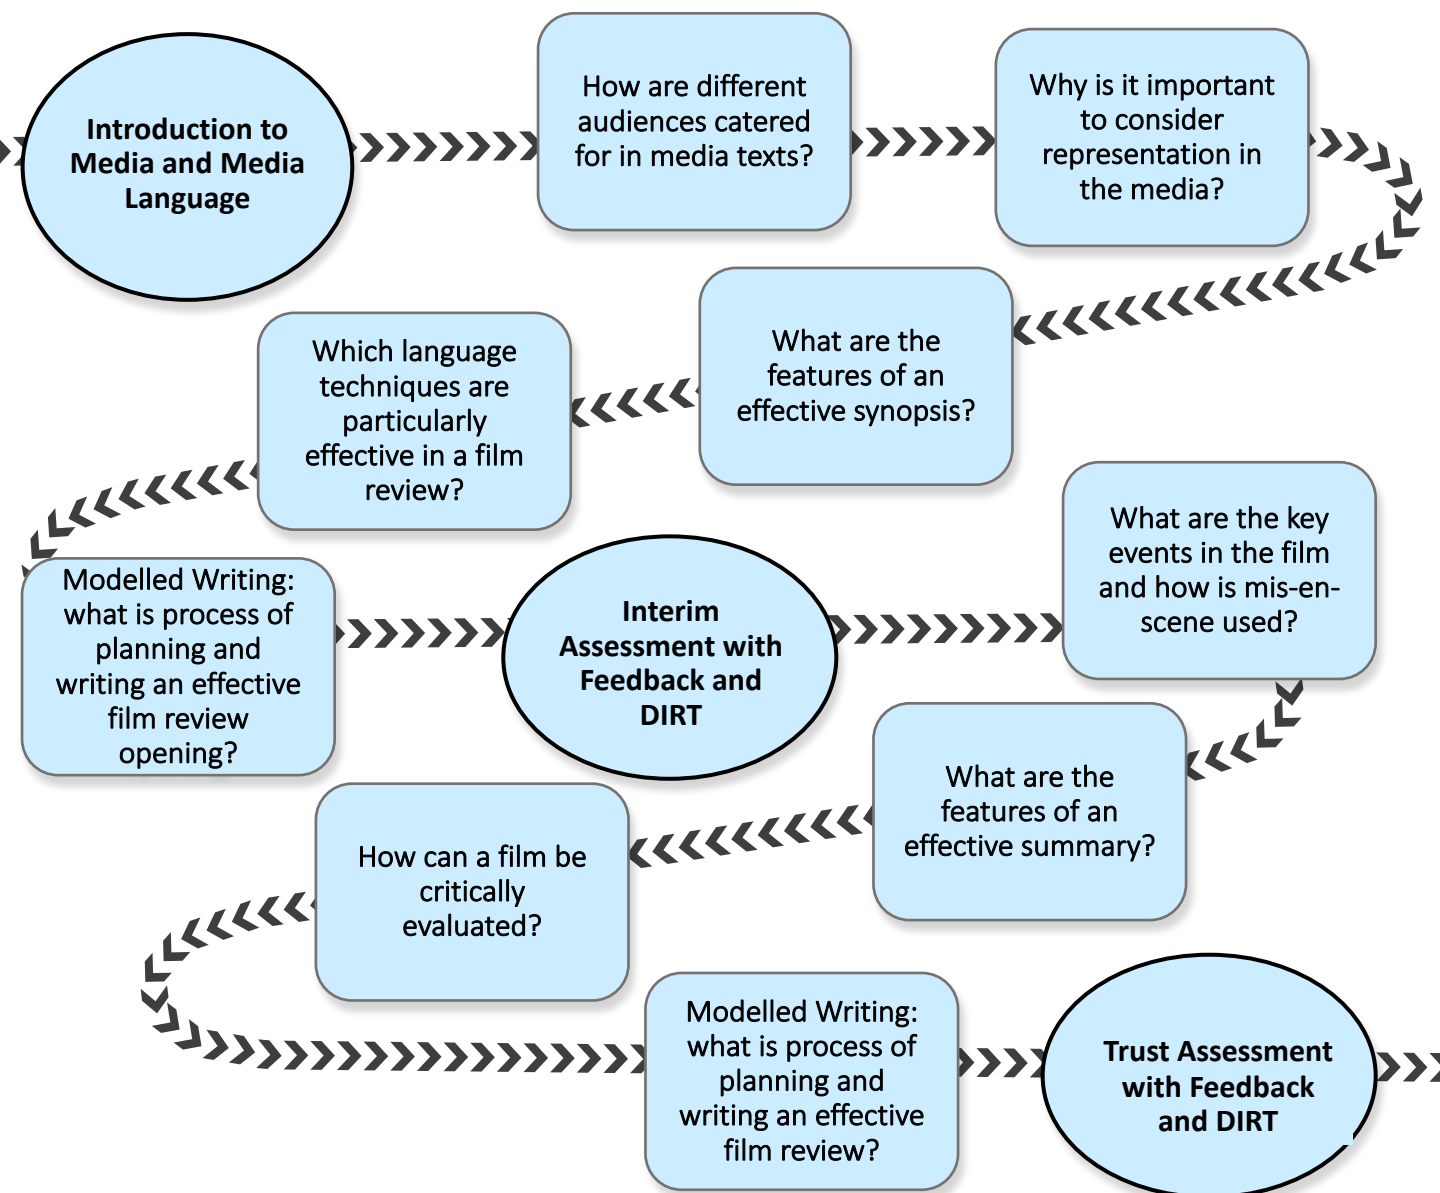 Introduction to
Media and Media
Language
How are different
audiences catered
for in media texts?
Why is it important
to consider
representation in
the media?
What are the
features of an
effective synopsis?
Which language
techniques are
particularly
effective in a film
review?
Modelled Writing:
what is process of
planning and
writing an effective
film review
opening?
Interim
Assessment with
Feedback and
DIRT
What are the key
events in the film
and how is mis-en-
scene used?
What are the
features of an
effective summary?
How can a film be
critically
evaluated?
Modelled Writing:
what is process of
planning and
writing an effective
film review?
Trust Assessment
with Feedback
and DIRT